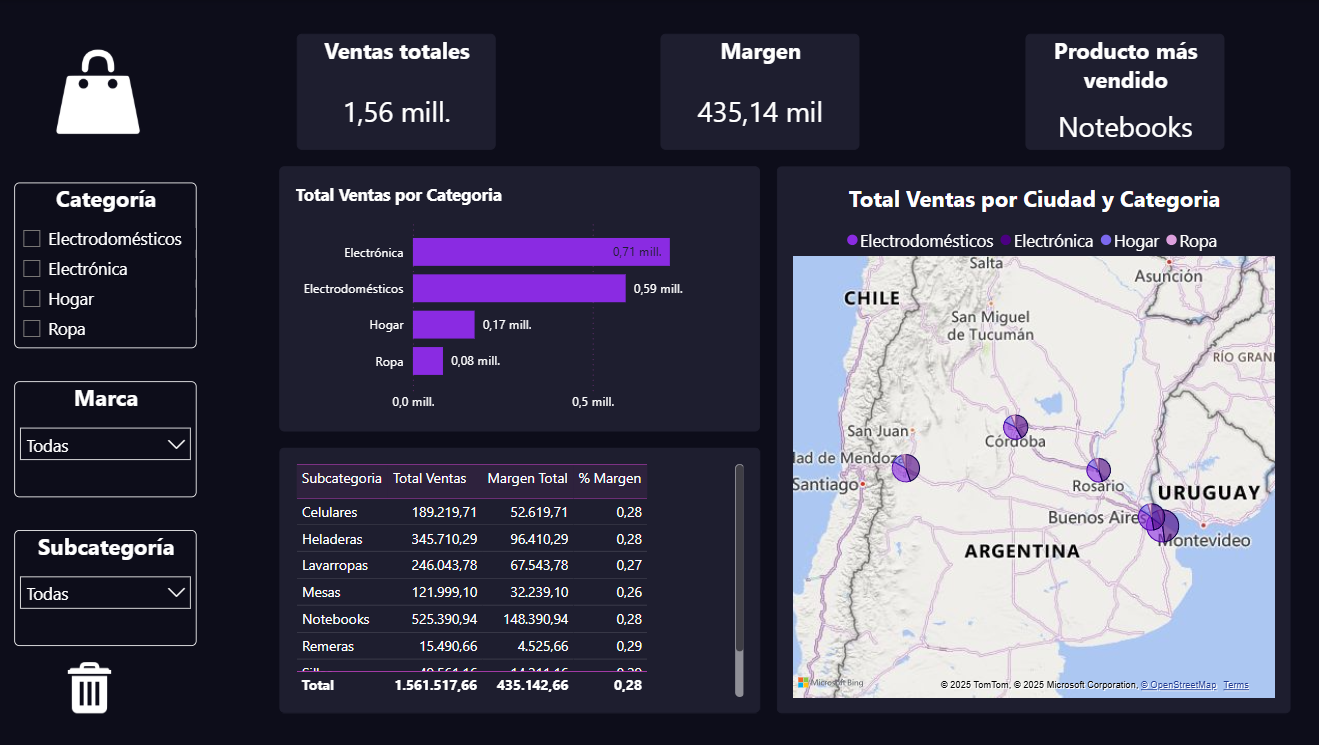 Ventas totales
1,56 mill.
Margen
435,14 mil
Producto más
vendido
Notebooks
Categoría
Electrodomésticos
Electrónica
Hogar
Ropa
Marca
Todas
Subcategoría
Todas
Total Ventas por Categoria
Electrónica 0,71 mill.
Electrodomésticos 0,59 mill.
Hogar 0,17 mill.
Ropa 0,08 mill.
0,0 mill. 0,5 mill.
Subcategoria Total Ventas Margen Total % Margen
Celulares 189.219,71 52.619,71 0,28
Heladeras 345.710,29 96.410,29 0,28
Lavarropas 246.043,78 67.543,78 0,27
Mesas 121.999,10 32.239,10 0,26
Notebooks 525.390,94 148.390,94 0,28
Remeras 15.490,66 4.525,66 0,29
Total 1.561.517,66 435.142,66 0,28
Total Ventas por Ciudad y Categoria
Electrodomésticos Electrónica Hogar Ropa
Salta
Asunción
CHILE
San Miguel
de Tucumán
RÍO GRAN
San Juan
Córdoba
dad de Mendoza
Santiago
Rosario
URUGUAY
Buenos Aires
Montevideo
ARGENTINA
Microsoft Bing
© 2025 TomTom, © 2025 Microsoft Corporation, © OpenStreetMap Terms